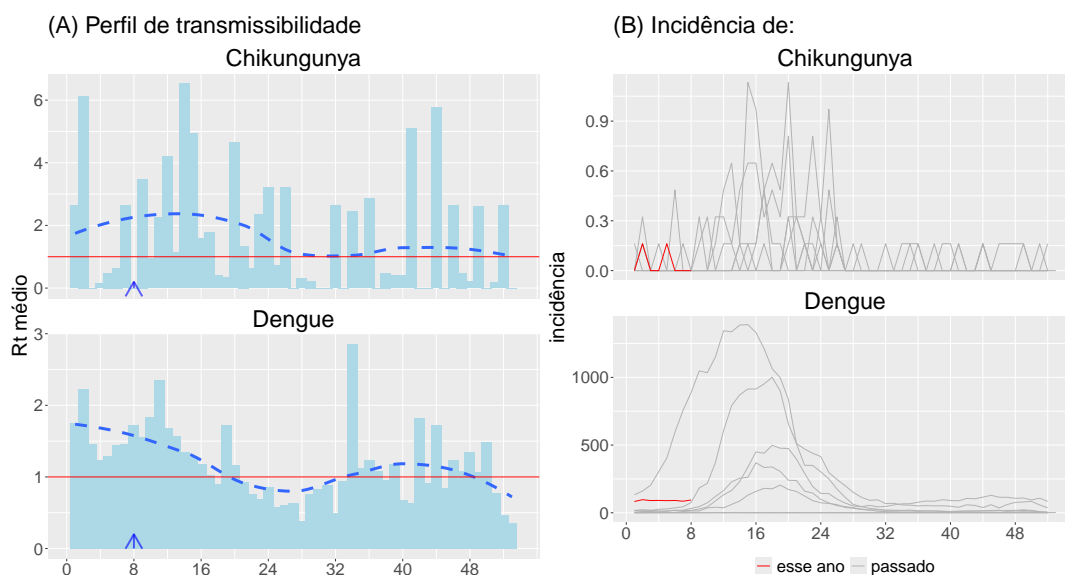 (A) Perfil de transmissibilidade
Chikungunya
6
4
2
0
Rt médio
Dengue
3
2
1
0
0 8 16 24 32 40 48
(B) Incidência de:
Chikungunya
0.9
0.6
0.3
0.0
incidência
Dengue
1000
500
0
0 8 16 24 32 40 48
esse ano passado